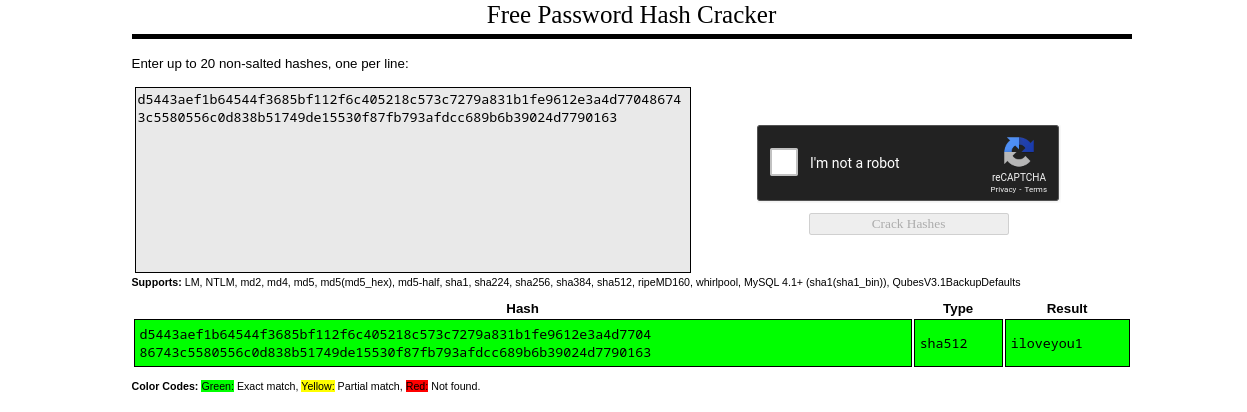 Free Password Hash Cracker
Enter up to 20 non-salted hashes, one per line:
d5443aef1b64544f3685bf112f6c405218c573c7279a831b1fe9612e3a4d77048674
3c5580556c0d838b51749de15530f87fb793afdcc689b6b39024d7790163
I'm not a robot
reCAPTCHA
Privacy - Terms
Crack Hashes
Supports: LM, NTLM, md2, md4, md5, md5(md5_hex), md5-half, sha1, sha224, sha256, sha384, sha512, ripeMD160, whirlpool, MySQL 4.1+ (sha1(sha1_bin)), QubesV3.1BackupDefaults
Hash Type Result
d5443aef1b64544f3685bf112f6c405218c573c7279a831b1fe9612e3a4d7704
86743c5580556c0d838b51749de15530f87fb793afdcc689b6b39024d7790163
sha512 iloveyou1
Color Codes: Green: Exact match, Yellow: Partial match, Red: Not found.